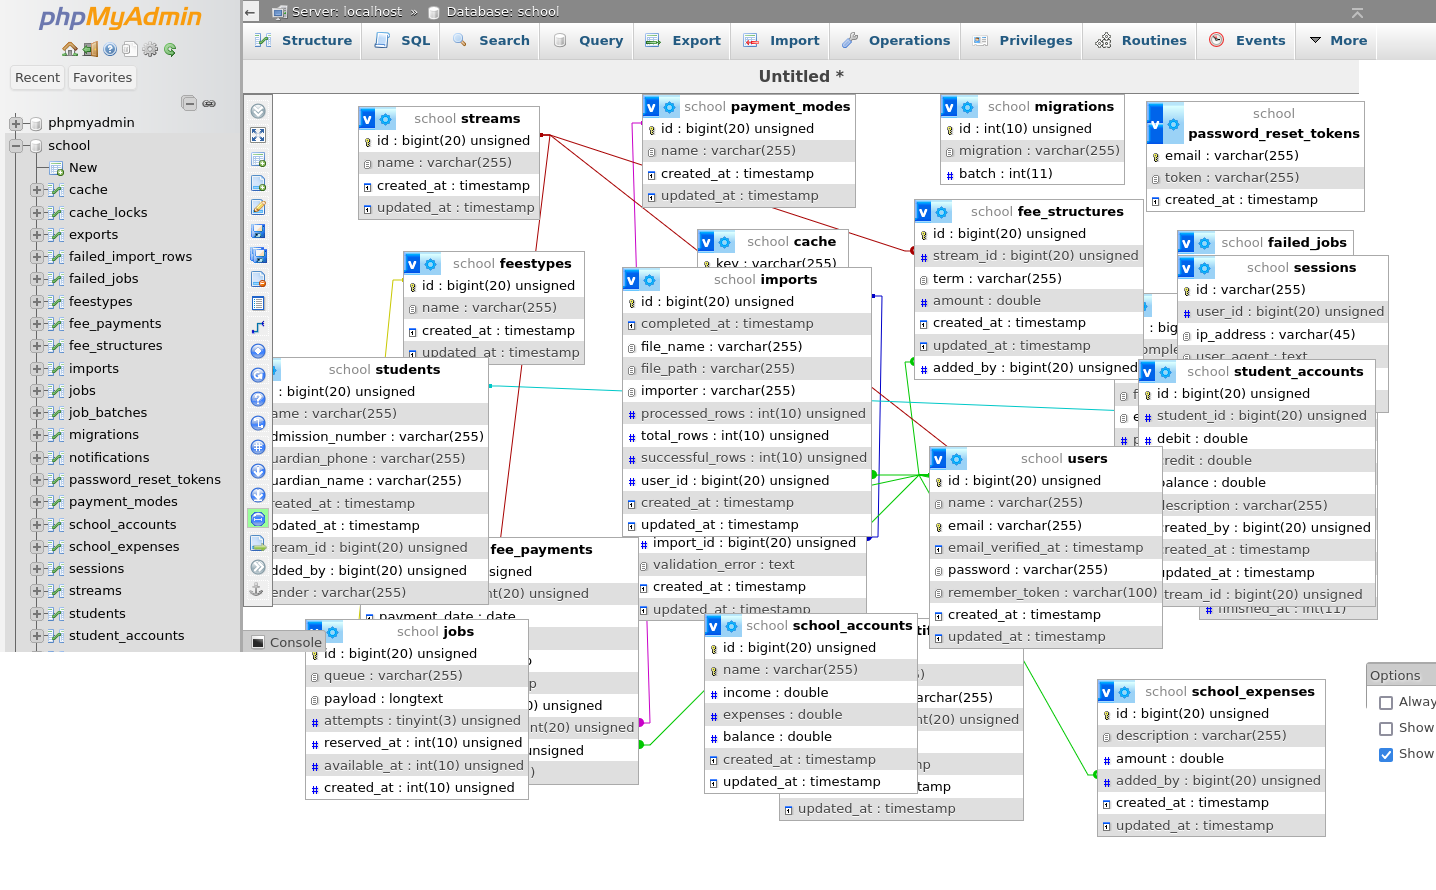 phpMyAdmin
Recent Favorites
phpmyadmin
school
New
cache
cache_locks
exports
failed_import_rows
failed_jobs
feestypes
fee_payments
fee_structures
imports
jobs
job_batches
migrations
notifications
password_reset_tokens
payment_modes
school_accounts
school_expenses
sessions
streams
students
student_accounts
Server: localhost » Database: school
Structure SQL Search Query Export Import Operations Privileges Routines Events More
Untitled *
school streams
id : bigint(20) unsigned
name : varchar(255)
created_at : timestamp
updated_at : timestamp
school payment_modes
id : bigint(20) unsigned
name : varchar(255)
created_at : timestamp
updated_at : timestamp
school migrations
id : int(10) unsigned
migration : varchar(255)
batch : int(11)
school
password_reset_tokens
email : varchar(255)
token : varchar(255)
created_at : timestamp
school fee_structures
id : bigint(20) unsigned
stream_id : bigint(20) unsigned
term : varchar(255)
amount : double
created_at : timestamp
updated_at : timestamp
added_by : bigint(20) unsigned
school cache
key : varchar(255)
school failed_jobs
school sessions
id : varchar(255)
user_id : bigint(20) unsigned
ip_address : varchar(45)
user_agent : text
school feestypes
id : bigint(20) unsigned
name : varchar(255)
created_at : timestamp
updated_at : timestamp
school imports
id : bigint(20) unsigned
completed_at : timestamp
file_name : varchar(255)
file_path : varchar(255)
importer : varchar(255)
processed_rows : int(10) unsigned
total_rows : int(10) unsigned
successful_rows : int(10) unsigned
user_id : bigint(20) unsigned
created_at : timestamp
updated_at : timestamp
school students
: bigint(20) unsigned
ame : varchar(255)
dmission_number : varchar(255)
uardian_phone : varchar(255)
uardian_name : varchar(255)
reated_at : timestamp
pdated_at : timestamp
tream_id : bigint(20) unsigned
dded_by : bigint(20) unsigned
ender : varchar(255)
school student_accounts
id : bigint(20) unsigned
student_id : bigint(20) unsigned
debit : double
redit : double
balance : double
description : varchar(255)
created_by : bigint(20) unsigned
created_at : timestamp
updated_at : timestamp
stream_id : bigint(20) unsigned
finished_at : int(11)
school users
id : bigint(20) unsigned
name : varchar(255)
email : varchar(255)
email_verified_at : timestamp
password : varchar(255)
remember_token : varchar(100)
created_at : timestamp
updated_at : timestamp
fee_payments
signed
nt(20) unsigned
payment_date : date
0) unsigned
nt(20) unsigned
unsigned
import_id : bigint(20) unsigned
validation_error : text
created_at : timestamp
updated_at : timestamp
Console
school jobs
id : bigint(20) unsigned
queue : varchar(255)
payload : longtext
attempts : tinyint(3) unsigned
reserved_at : int(10) unsigned
available_at : int(10) unsigned
created_at : int(10) unsigned
school school_accounts
id : bigint(20) unsigned
name : varchar(255)
income : double
expenses : double
balance : double
created_at : timestamp
updated_at : timestamp
archar(255)
nt(20) unsigned
mp
tamp
updated_at : timestamp
school school_expenses
id : bigint(20) unsigned
description : varchar(255)
amount : double
added_by : bigint(20) unsigned
created_at : timestamp
updated_at : timestamp
Options
Alway
Show
Show